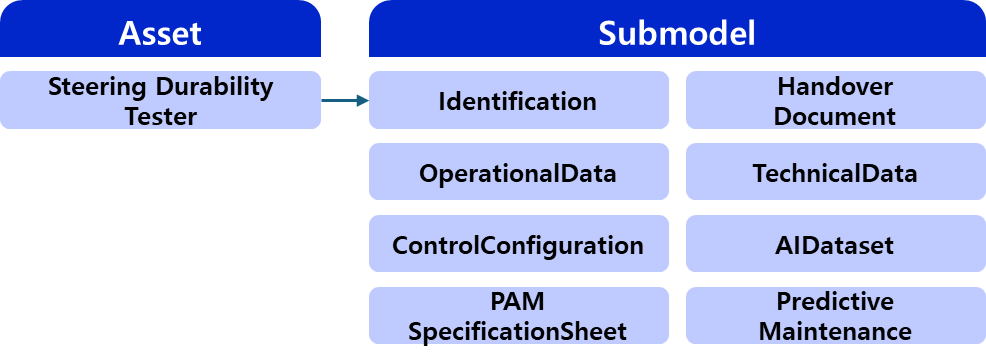 Asset
Submodel
Steering Durability
Tester
Identification
Handover
Document
OperationalData
TechnicalData
ControlConfiguration
AIDataset
PAM
SpecificationSheet
Predictive
Maintenance